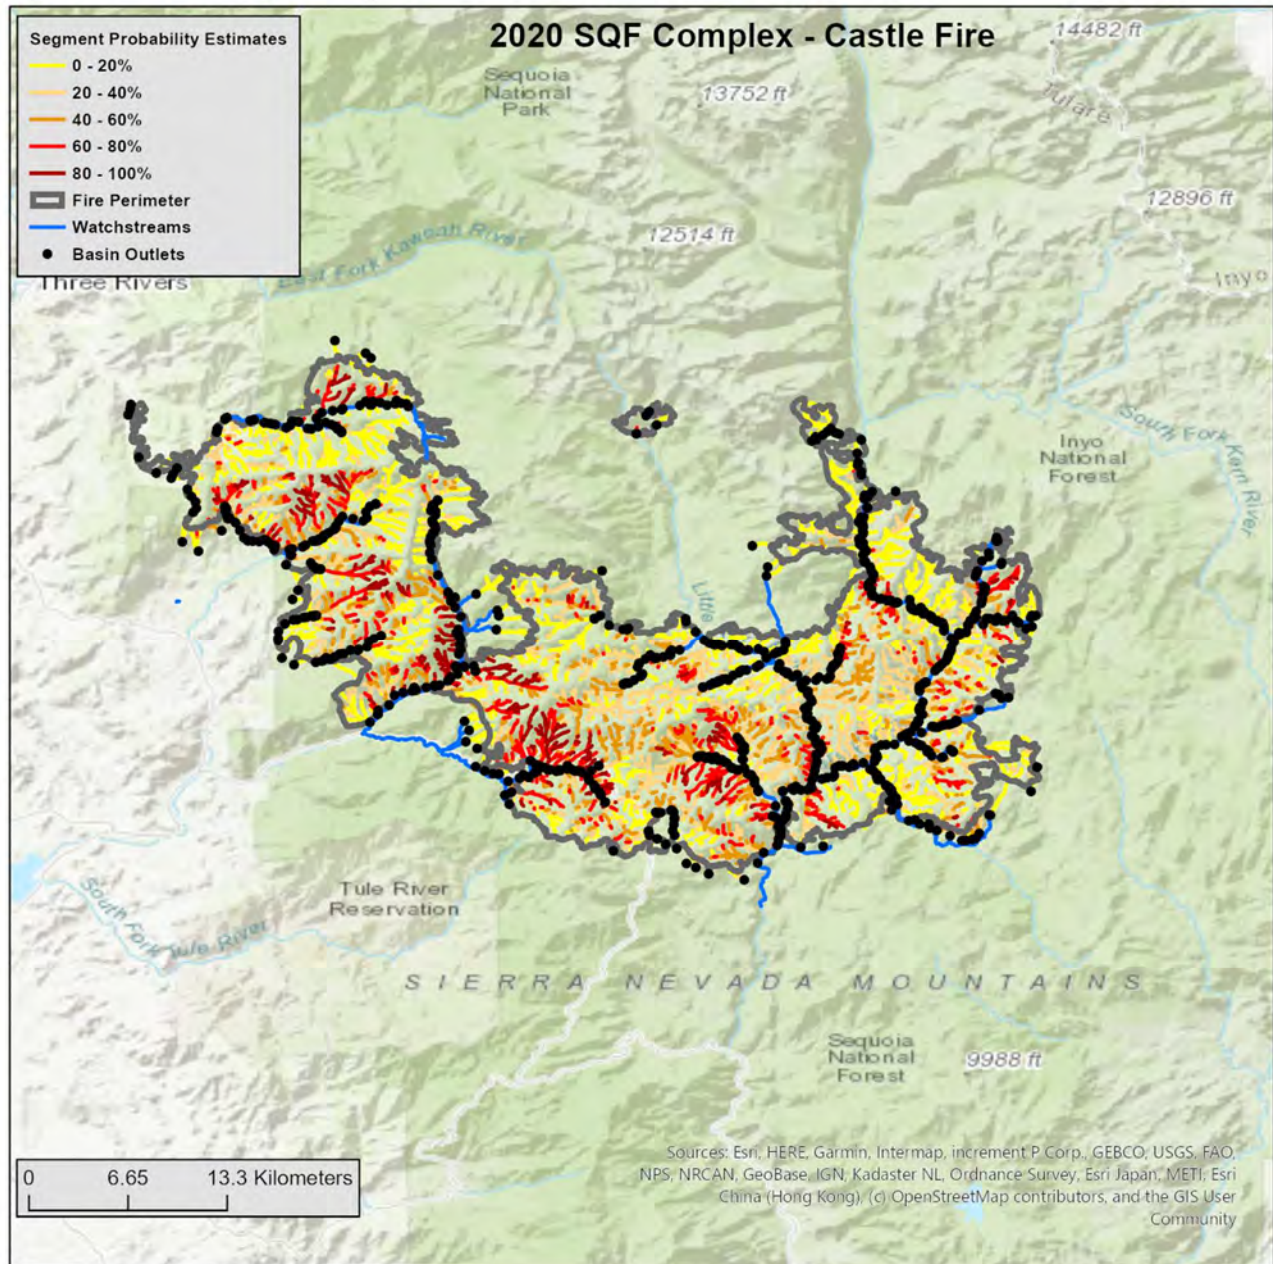 2020 SQF Complex - Castle Fire
Segment Probability Estimates
0 - 20%
20 - 40%
40 - 60%
60 - 80%
80 - 100%
Fire Perimeter
Watchstreams
Basin Outlets
14482 ft
Sequoia
National
Park
13752 ft
Tulare
12896 ft
12514 ft
East Fork Kaweah River
Inyo
Three Rivers
South Fork Kern River
Inyo
National
Forest
Little
Tule River
Reservation
South Fork Tule River
SIERRA NEVADA MOUNTAINS
Sequoia
National
Forest
9988 ft
0 6.65 13.3 Kilometers
Sources: Esri, HERE, Garmin, Intermap, increment P Corp., GEBCO, USGS, FAO,
NPS, NRCAN, GeoBase, IGN, Kadaster NL, Ordnance Survey, Esri Japan, METI, Esri
China (Hong Kong), (c) OpenStreetMap contributors, and the GIS User
Community